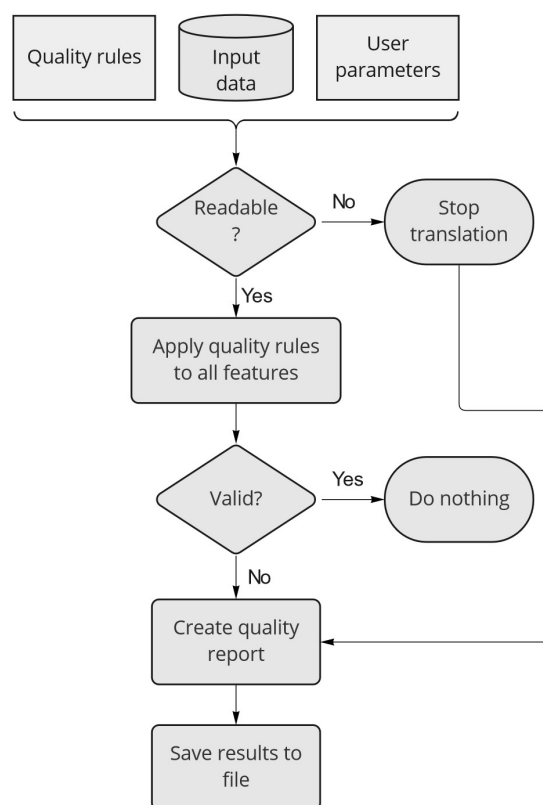 Quality rules
Input
data
User
parameters
Readable
?
No
Stop
translation
Yes
Apply quality rules
to all features
Valid?
Yes
Do nothing
No
Create quality
report
Save results to
file